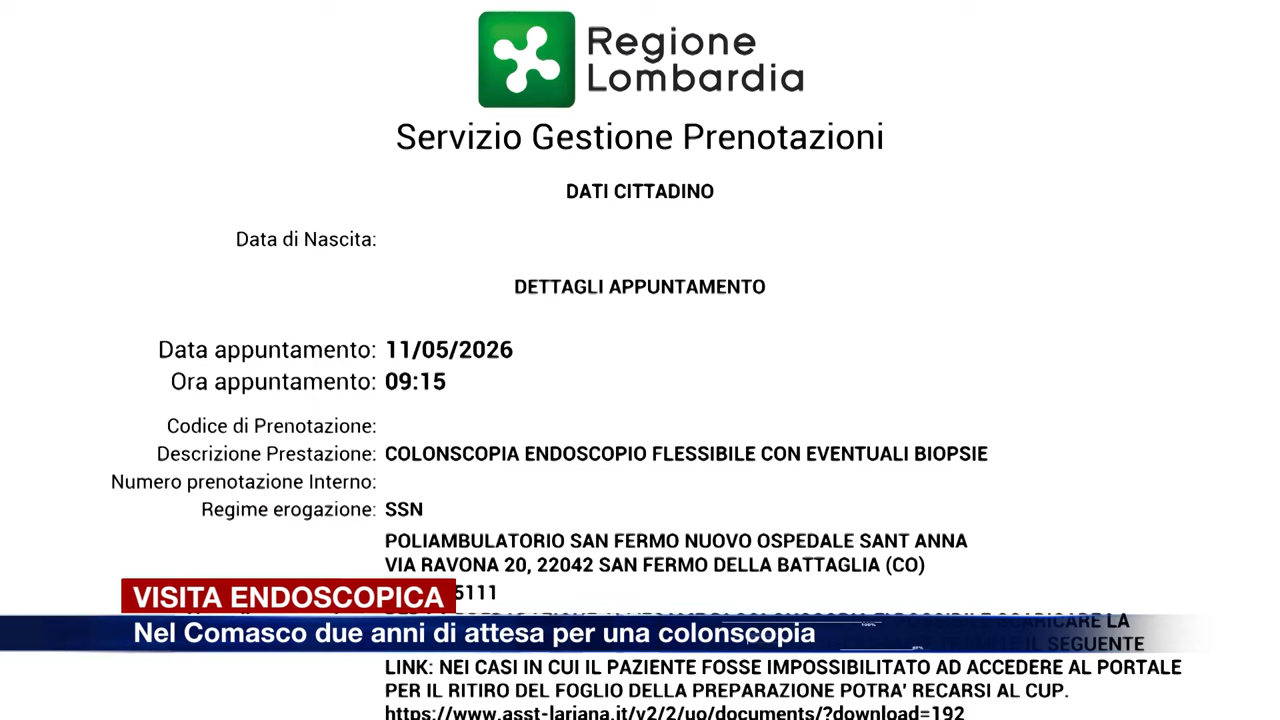 Regione
Lombardia
Servizio Gestione Prenotazioni
DATI CITTADINO
Data di Nascita:
DETTAGLI APPUNTAMENTO
Data appuntamento: 11/05/2026
Ora appuntamento: 09:15
Codice di Prenotazione:
Descrizione Prestazione: COLONSCOPIA ENDOSCOPIO FLESSIBILE CON EVENTUALI BIOPSIE
Numero prenotazione Interno:
Regime erogazione: SSN
POLIAMBULATORIO SAN FERMO NUOVO OSPEDALE SANT ANNA
VIA RAVONA 20, 22042 SAN FERMO DELLA BATTAGLIA (CO)
5111
VISITA ENDOSCOPICA
SCARICARE LA
Nel Comasco due anni di attesa per una colonscopia
IL SEGUENTE
LINK: NEI CASI IN CUI IL PAZIENTE FOSSE IMPOSSIBILITATO AD ACCEDERE AL PORTALE
PER IL RITIRO DEL FOGLIO DELLA PREPARAZIONE POTRA' RECARSI AL CUP.
https://www.asst-lariana.it/v2/2/uo/documents/?download=192